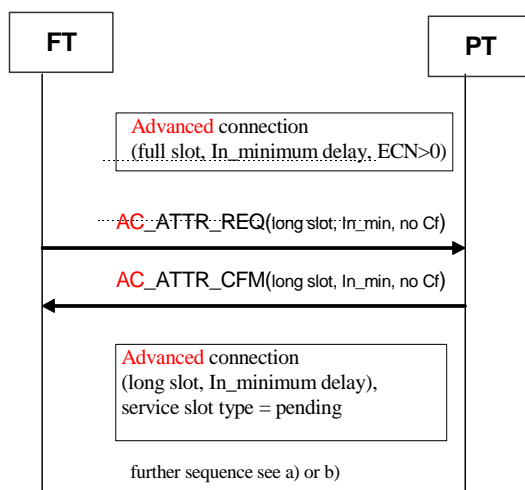 FT
PT
Advanced connection
(full slot, In_minimum delay, ECN>0)
AC_ATTR_REQ(long slot, In_min, no Cf)
AC_ATTR_CFM(long slot, In_min, no Cf)
Advanced connection
(long slot, In_minimum delay),
service slot type = pending
further sequence see a) or b)